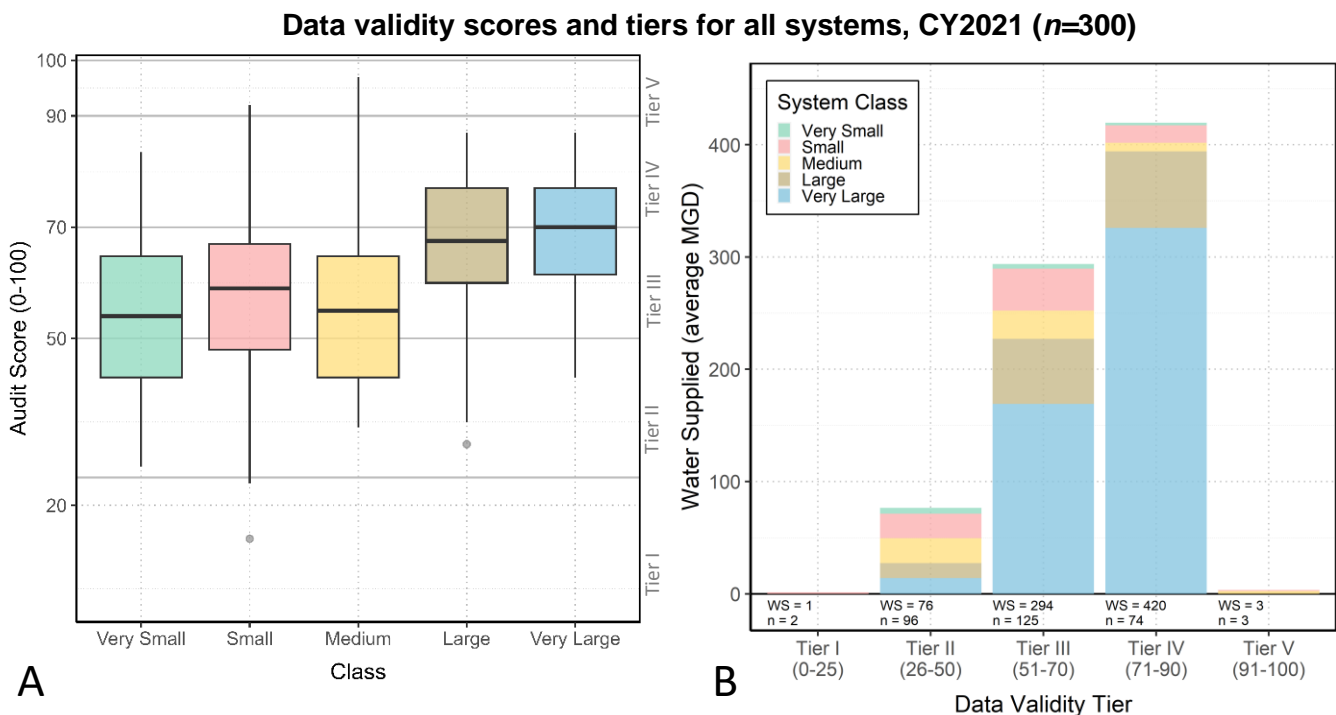 Data validity scores and tiers for all systems, CY2021 (n=300)
Audit Score (0-100)
100
90
70
50
20
Tier V
Tier IV
Tier III
Tier II
Tier I
Very Small
Small
Medium
Large
Very Large
Class
A
Water Supplied (average MGD)
400
300
200
100
0
System Class
Very Small
Small
Medium
Large
Very Large
WS = 1
n = 2
WS = 76
n = 96
WS = 294
n = 125
WS = 420
n = 74
WS = 3
n = 3
Tier I
(0-25)
Tier II
(26-50)
Tier III
(51-70)
Tier IV
(71-90)
Tier V
(91-100)
Data Validity Tier
B